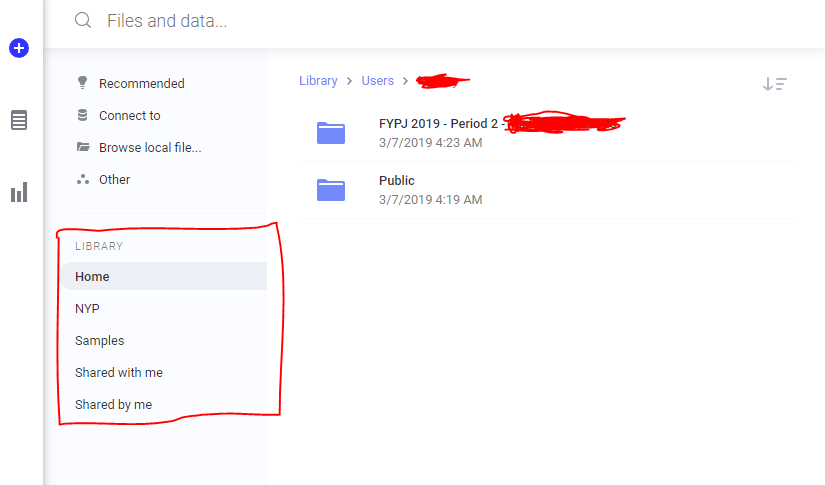 Files and data...
Recommended
Connect to
Browse local file...
Other
LIBRARY
Home
NYP
Samples
Shared with me
Shared by me
Library > Users >
FYPJ 2019 - Period 2 -
3/7/2019 4:23 AM
Public
3/7/2019 4:19 AM